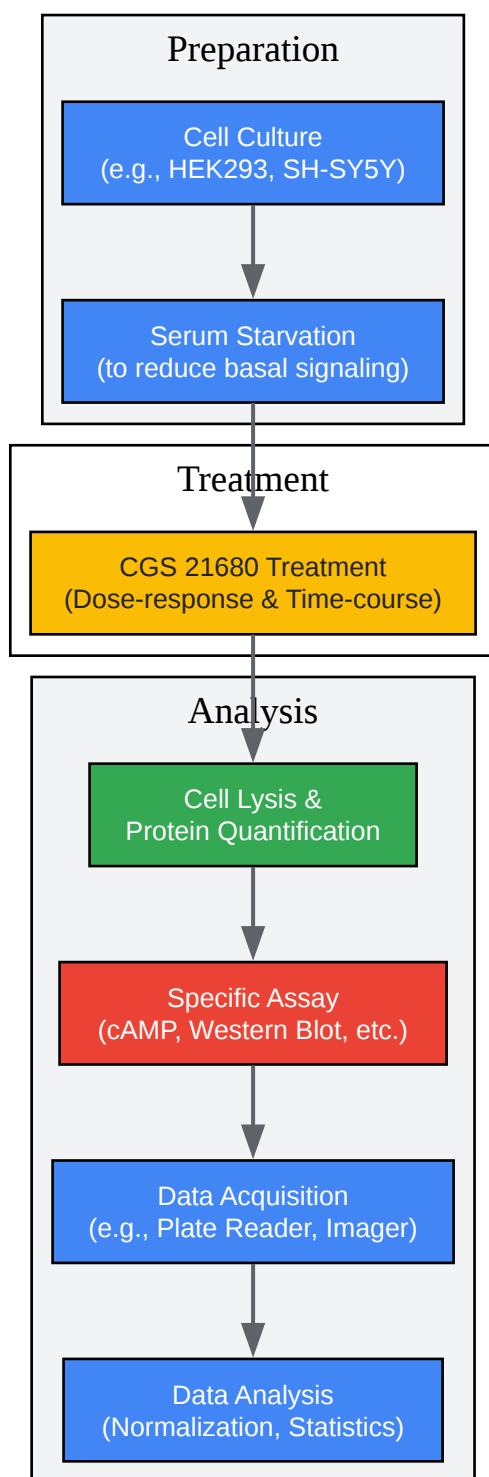 Preparation
Cell Culture
(e.g., HEK293, SH-SY5Y)
Serum Starvation
(to reduce basal signaling)
Treatment
CGS 21680 Treatment
(Dose-response & Time-course)
Analysis
Cell Lysis &
Protein Quantification
Specific Assay
(cAMP, Western Blot, etc.)
Data Acquisition
(e.g., Plate Reader, Imager)
Data Analysis
(Normalization, Statistics)